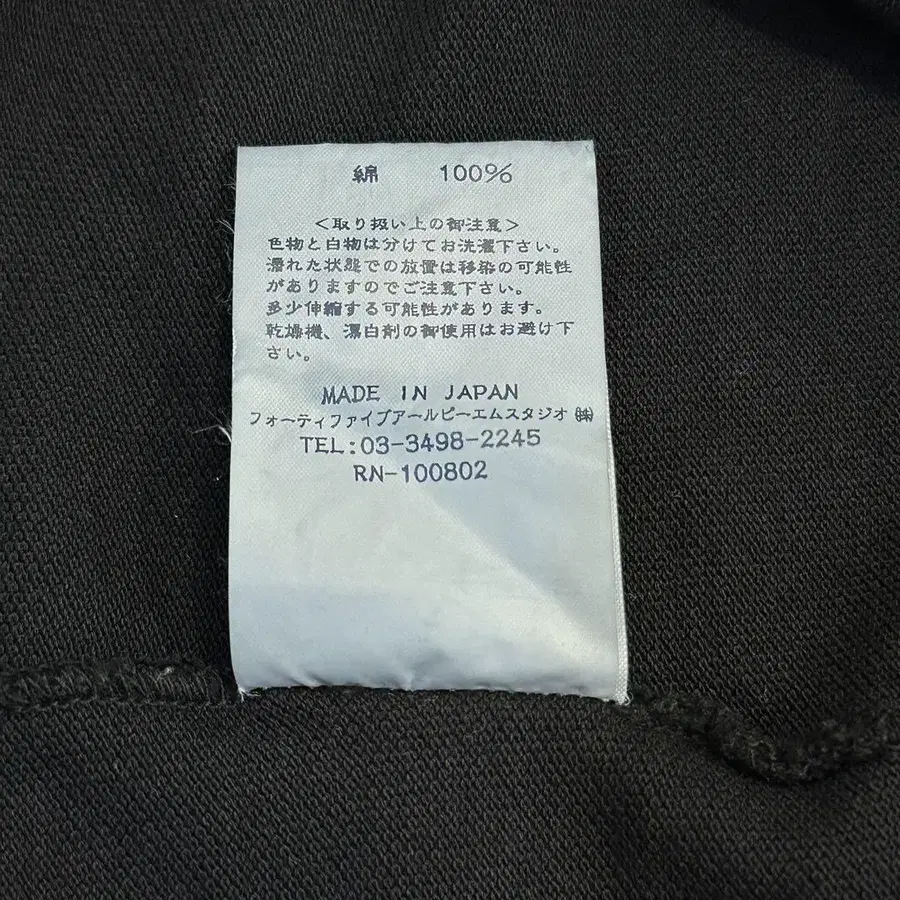 綿 100%
<取り扱い上の御注意>
色物と白物は分けてお洗濯下さい。
濡れた状態での放置は移染の可能性
がありますのでご注意下さい。
多少伸縮する可能性があります。
乾燥機、漂白剤の御使用はお避け下
さい。
MADE IN JAPAN
フォーティファイブアールピーエムスタジオ㈱
TEL:03-3498-2245
RN-100802